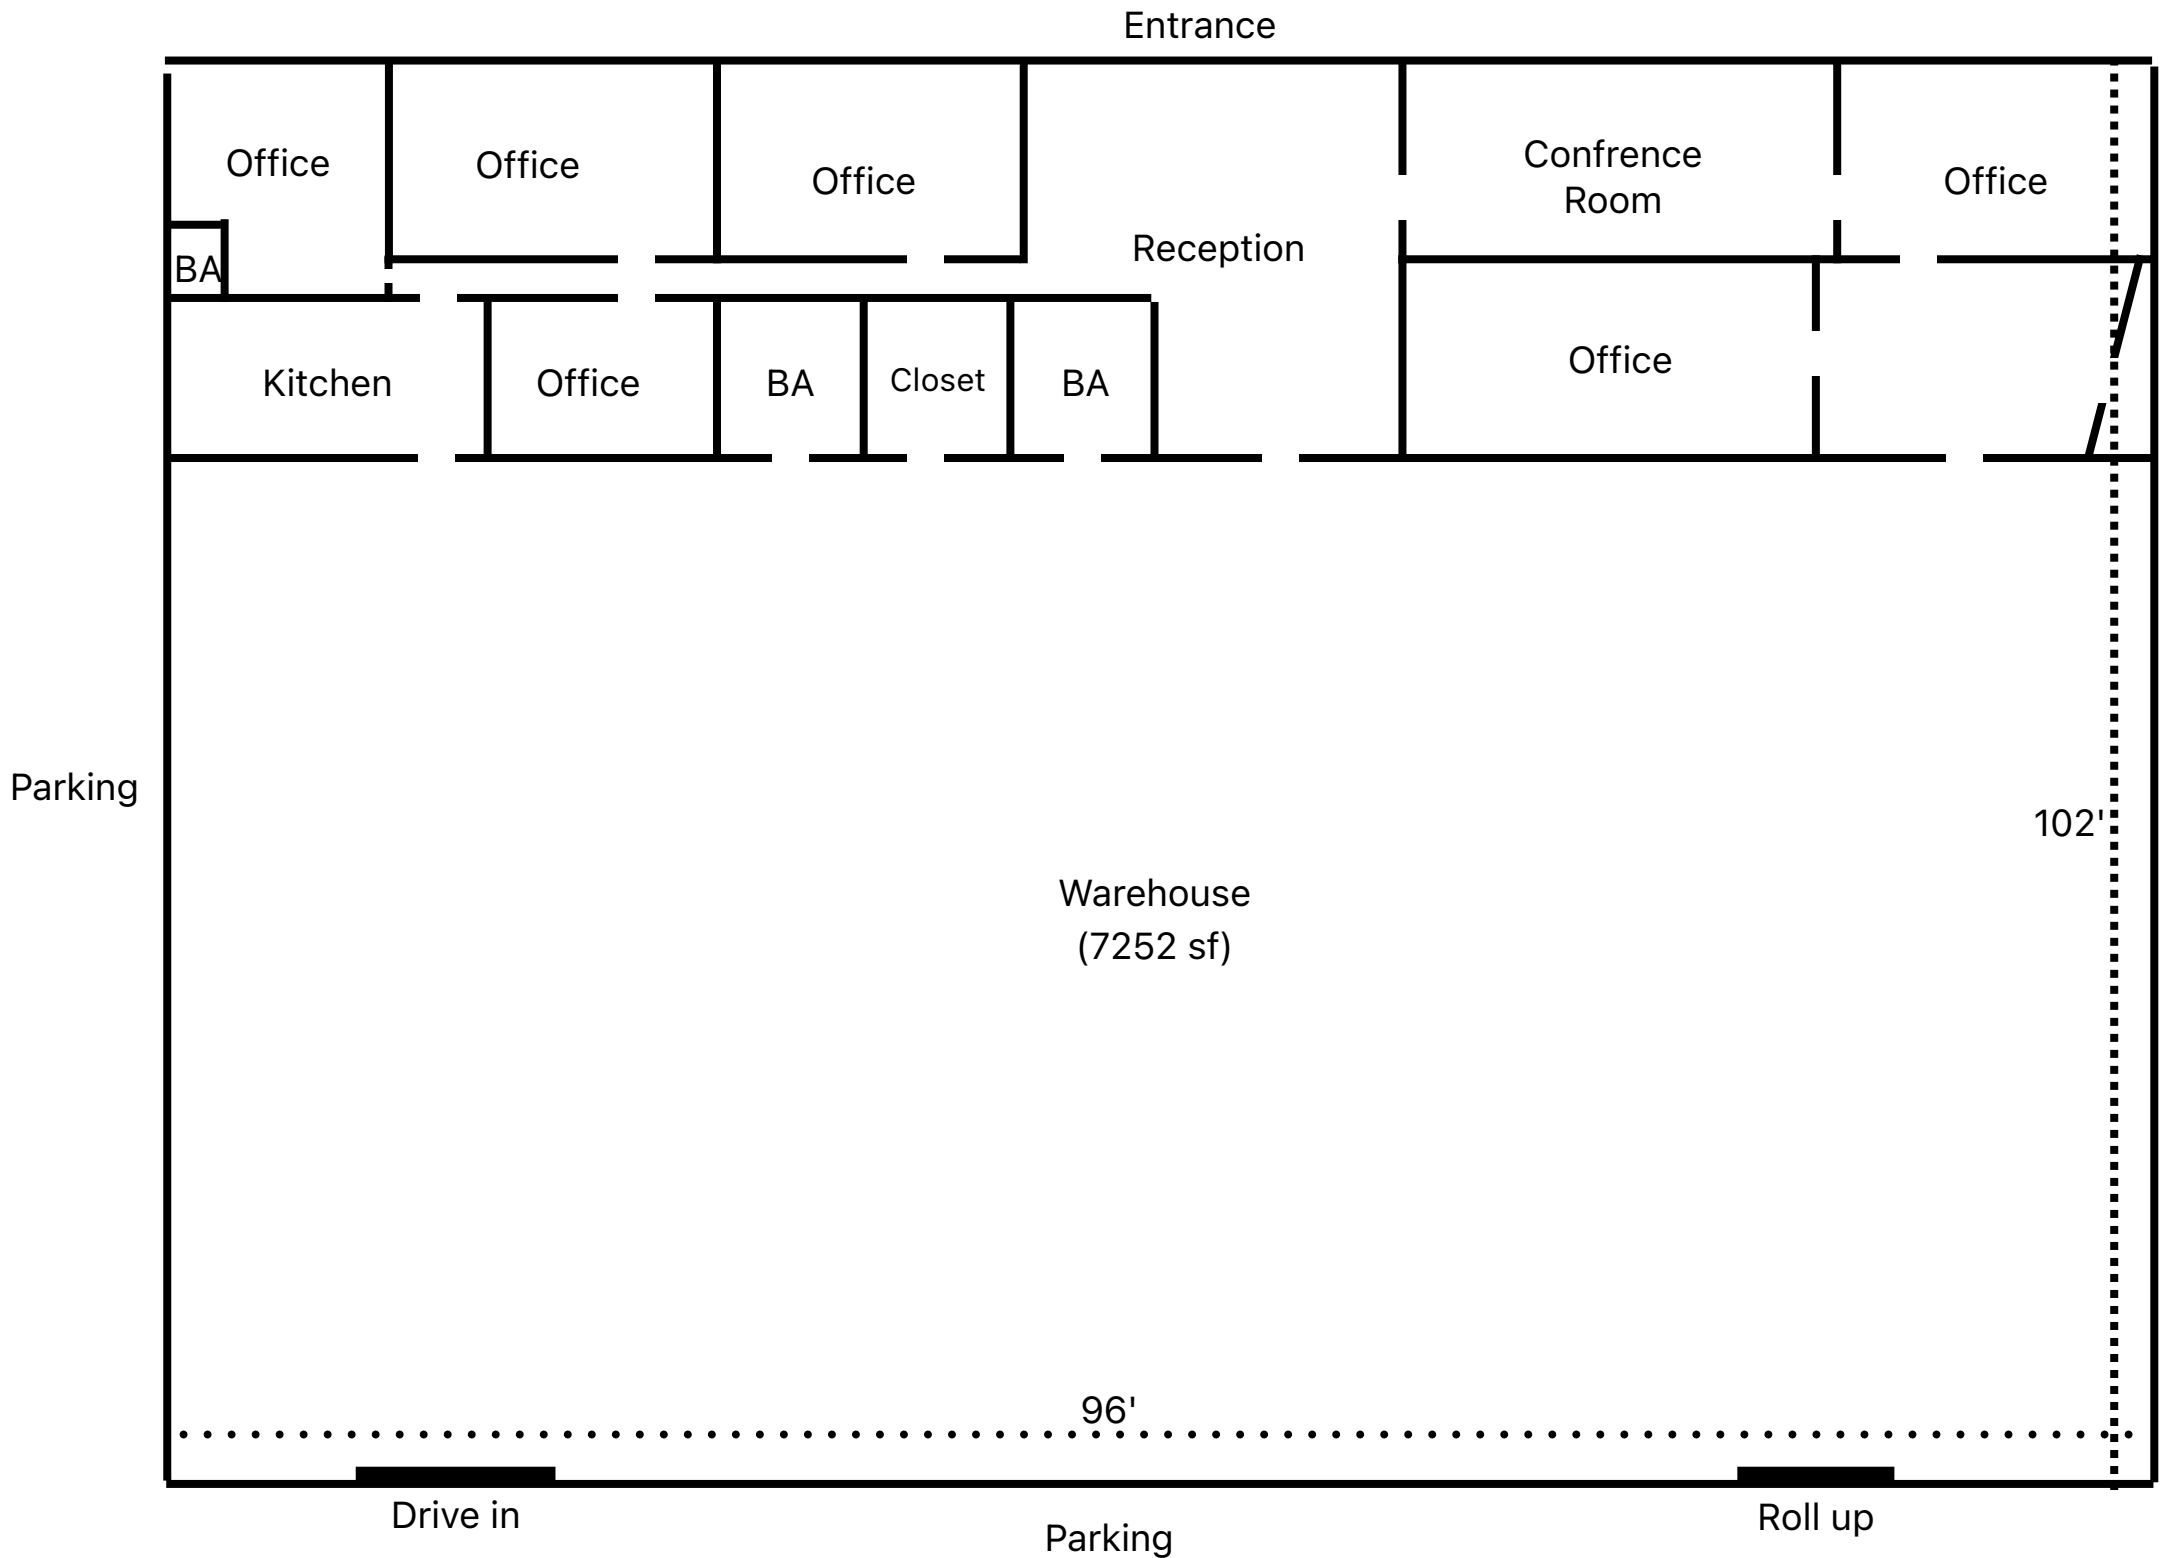 Entrance
Office
Office
Office
Confrence
Room
Office
Reception
BA
Kitchen
Office
BA
Closet
BA
Office
Parking
102'
Warehouse
(7252 sf)
96'
Drive in
Roll up
Parking